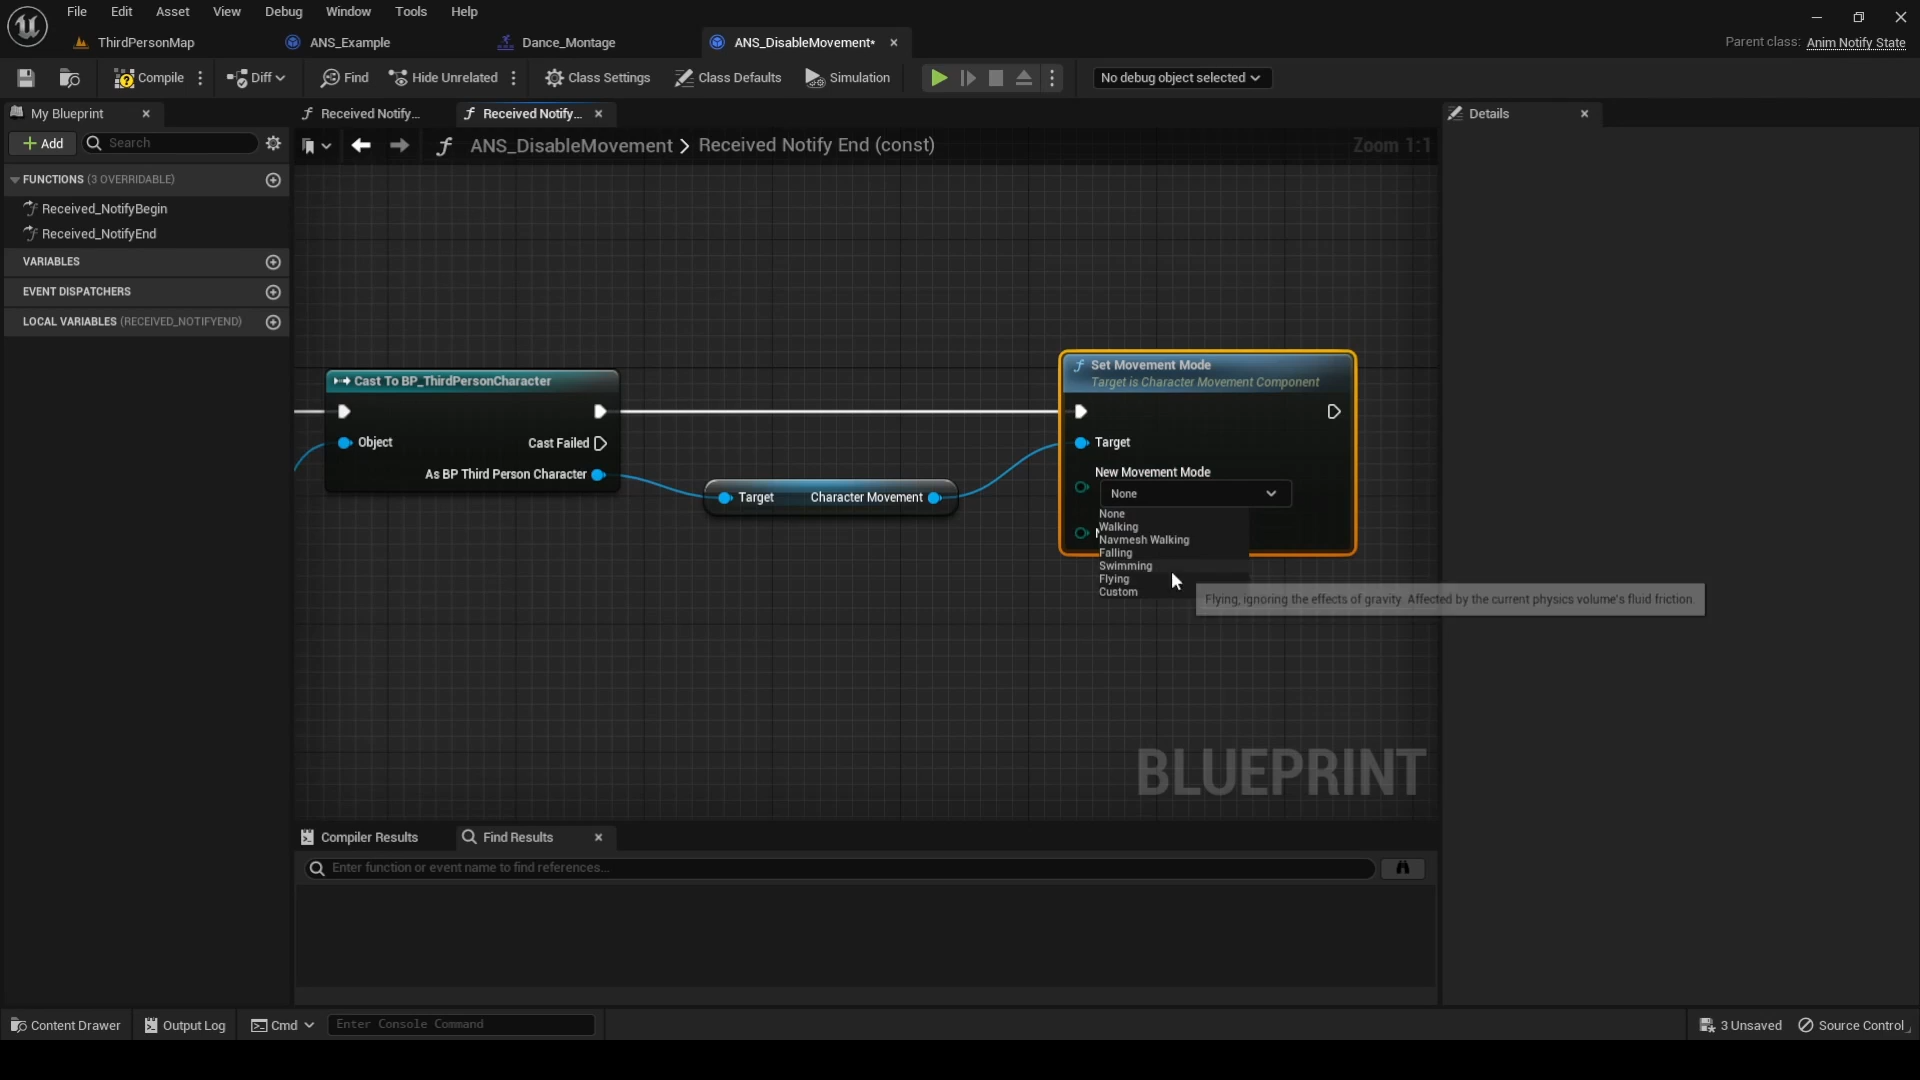 File Edit Asset View Debug Window Tools Help
ThirdPersonMap ANS_Example Dance_Montage ANS_DisableMovement* Parent class: Anim Notify State
Compile Diff Find Hide Unrelated Class Settings Class Defaults Simulation No debug object selected
My Blueprint Received Notify... Received Notify... Details
Add Search ANS_DisableMovement > Received Notify End (const) Zoom 1:1
FUNCTIONS (3 OVERRIDABLE)
Received_NotifyBegin
Received_NotifyEnd
VARIABLES
EVENT DISPATCHERS
LOCAL VARIABLES (RECEIVED_NOTIFYEND)
Cast To BP_ThirdPersonCharacter
Object Cast Failed
As BP Third Person Character
Target Character Movement
Set Movement Mode
Target is Character Movement Component
Target
New Movement Mode
None
None
Walking
Navmesh Walking
Falling
Swimming
Flying
Custom
Flying, ignoring the effects of gravity. Affected by the current physics volume's fluid friction.
BLUEPRINT
Compiler Results Find Results
Enter function or event name to find references...
Content Drawer Output Log Cmd Enter Console Command 3 Unsaved Source Control